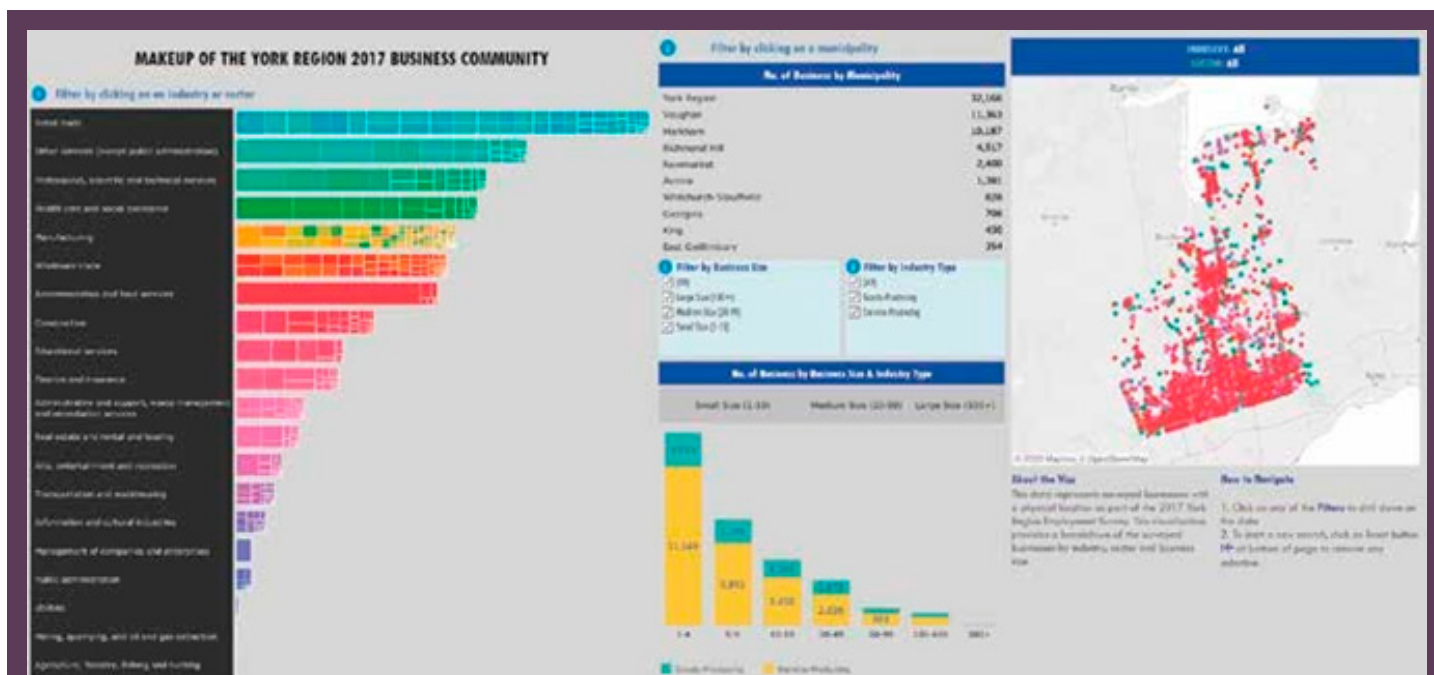 MAKEUP OF THE YORK REGION 2017 BUSINESS COMMUNITY
Filter by clicking on an industry or sector
Retail trade
Other services (except public administration)
Professional, scientific and technical services
Health care and social assistance
Manufacturing
Wholesale trade
Accommodation and food services
Construction
Educational services
Finance and insurance
Administrative and support, waste management
and remediation services
Real estate and rental and leasing
Arts, entertainment and recreation
Transportation and warehousing
Information and cultural industries
Management of companies and enterprises
Public administration
Utilities
Mining, quarrying, and oil and gas extraction
Agriculture, forestry, fishing and hunting
Filter by clicking on a municipality
No. of Business by Municipality
York Region 32,166
Vaughan 11,363
Markham 10,187
Richmond Hill 4,517
Newmarket 2,400
Aurora 1,381
Whitchurch-Stouffville 826
Georgina 708
King 430
East Gwillimbury 354
Filter by Business Size
(All)
Large Size (100+)
Medium Size (20-99)
Small Size (1-19)
Filter by Industry Type
(All)
Goods Producing
Service Producing
No. of Business by Business Size & Industry Type
Small Size Medium Size Large Size (100+)
1-4 5-9 10-19 20-49 50-99 500+
Goods Producing Service Producing
INDUSTRY: All
SECTOR: All
Barrie
© Mapbox © OpenStreetMap
About the Viz
This data represents surveyed businesses with
a physical location as part of the 2017 York
Region Employment Survey. This visualization
provides a breakdown of the surveyed
businesses by industry, sector and business
size.
How to Navigate
1. Click on any of the Filters to drill down on
the data
2. To start a new search, click on Reset button
at bottom of page to remove any
selection